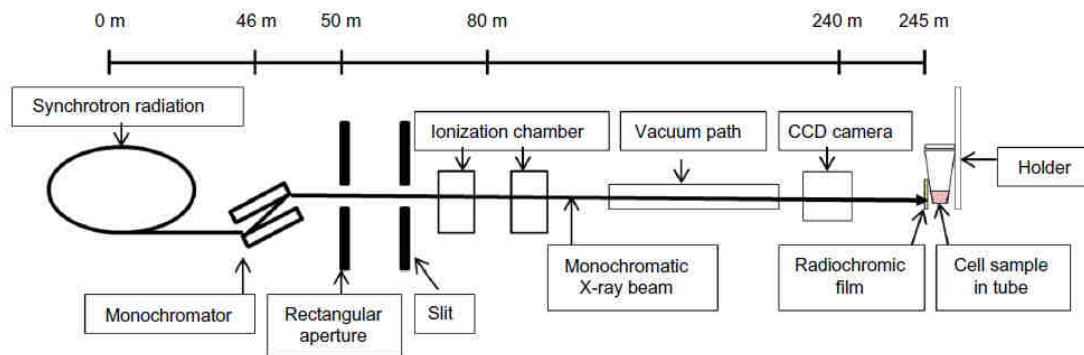 0 m 46 m 50 m 80 m 240 m 245 m
Synchrotron radiation
Ionization chamber
Vacuum path
CCD camera
Holder
Monochromator
Rectangular
aperture
Slit
Monochromatic
X-ray beam
Radiochromic
film
Cell sample
in tube